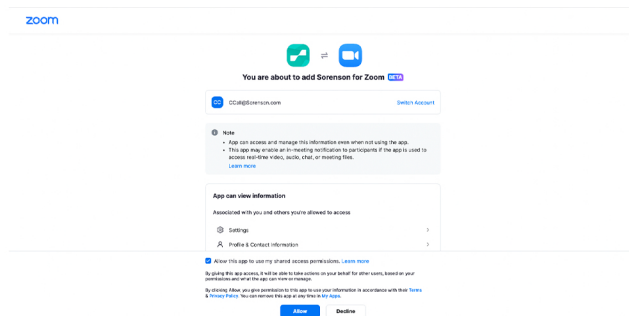 zoom
You are about to add Sorenson for Zoom BETA
CC CColl@Sorenson.com Switch Account
Note
• App can access and manage this information even when not using the app.
• This app may enable an in-meeting notification to participants if the app is used to
access real-time video, audio, chat, or meeting files.
Learn more
App can view information
Associated with you and others you're allowed to access
Settings
Profile & Contact Information
Allow this app to use my shared access permissions. Learn more
By giving this app access, it will be able to take actions on your behalf for other users, based on your
permissions and what the app can view or manage.
By clicking Allow, you give permission to this app to use your information in accordance with their Terms
& Privacy Policy. You can remove this app at any time in My Apps.
Allow Decline